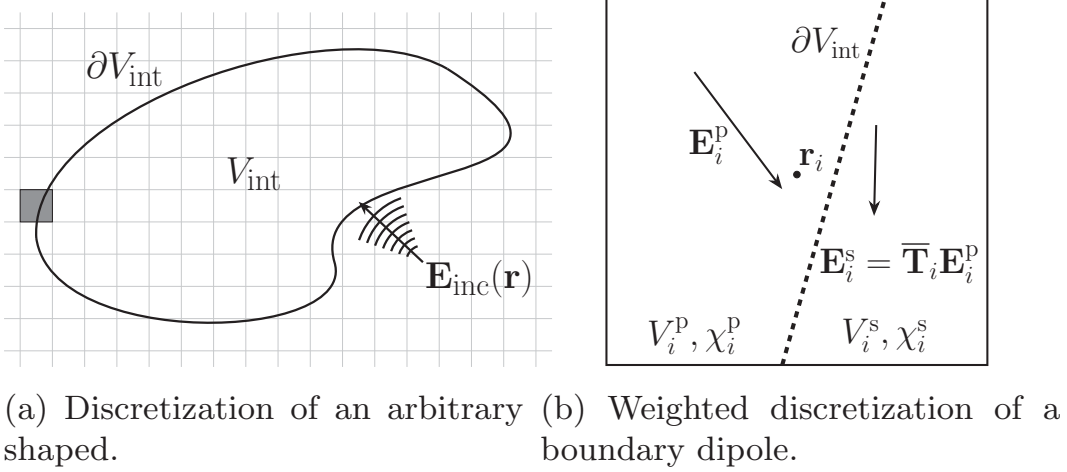 ∂V_int
V_int
E_inc(r)
∂V_int
E_i^p
r_i
E_i^s = T̅_i E_i^p
V_i^p, χ_i^p
V_i^s, χ_i^s
(a) Discretization of an arbitrary
shaped.
(b) Weighted discretization of a
boundary dipole.